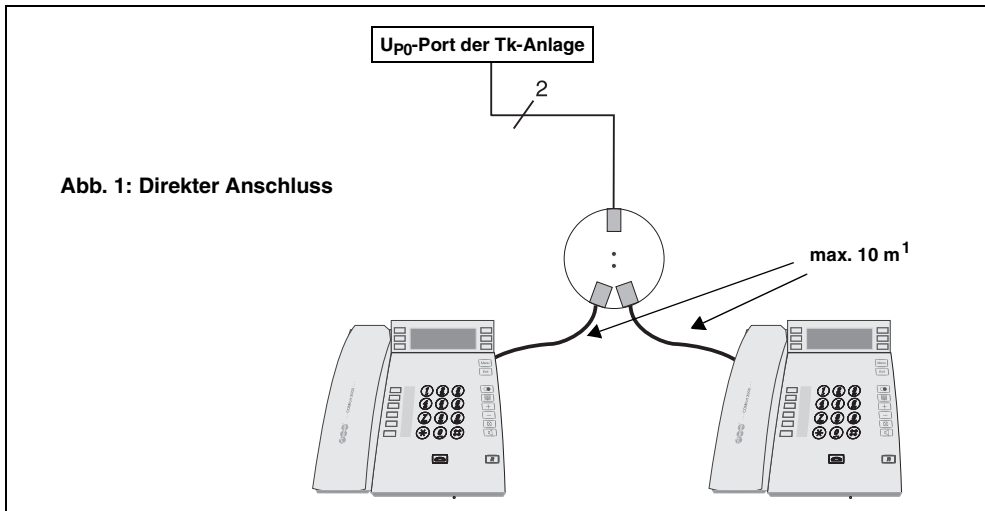 UP0-Port der Tk-Anlage
2
Abb. 1: Direkter Anschluss
max. 10 m1